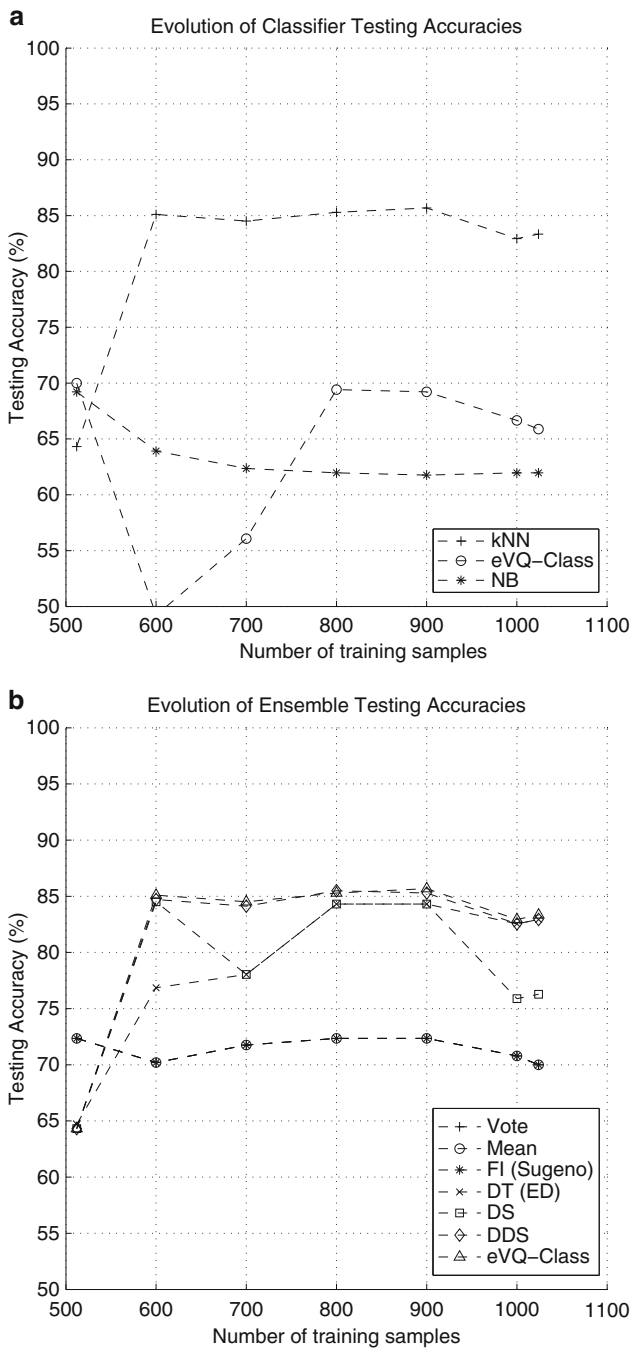 a
Evolution of Classifier Testing Accuracies
100
95
90
85
80
75
70
65
60
55
50
Testing Accuracy (%)
500 600 700 800 900 1000 1100
Number of training samples
kNN
eVQ−Class
NB
b
Evolution of Ensemble Testing Accuracies
100
95
90
85
80
75
70
65
60
55
50
Testing Accuracy (%)
500 600 700 800 900 1000 1100
Number of training samples
Vote
Mean
FI (Sugeno)
DT (ED)
DS
DDS
eVQ−Class